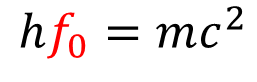 hf₀ = mc²